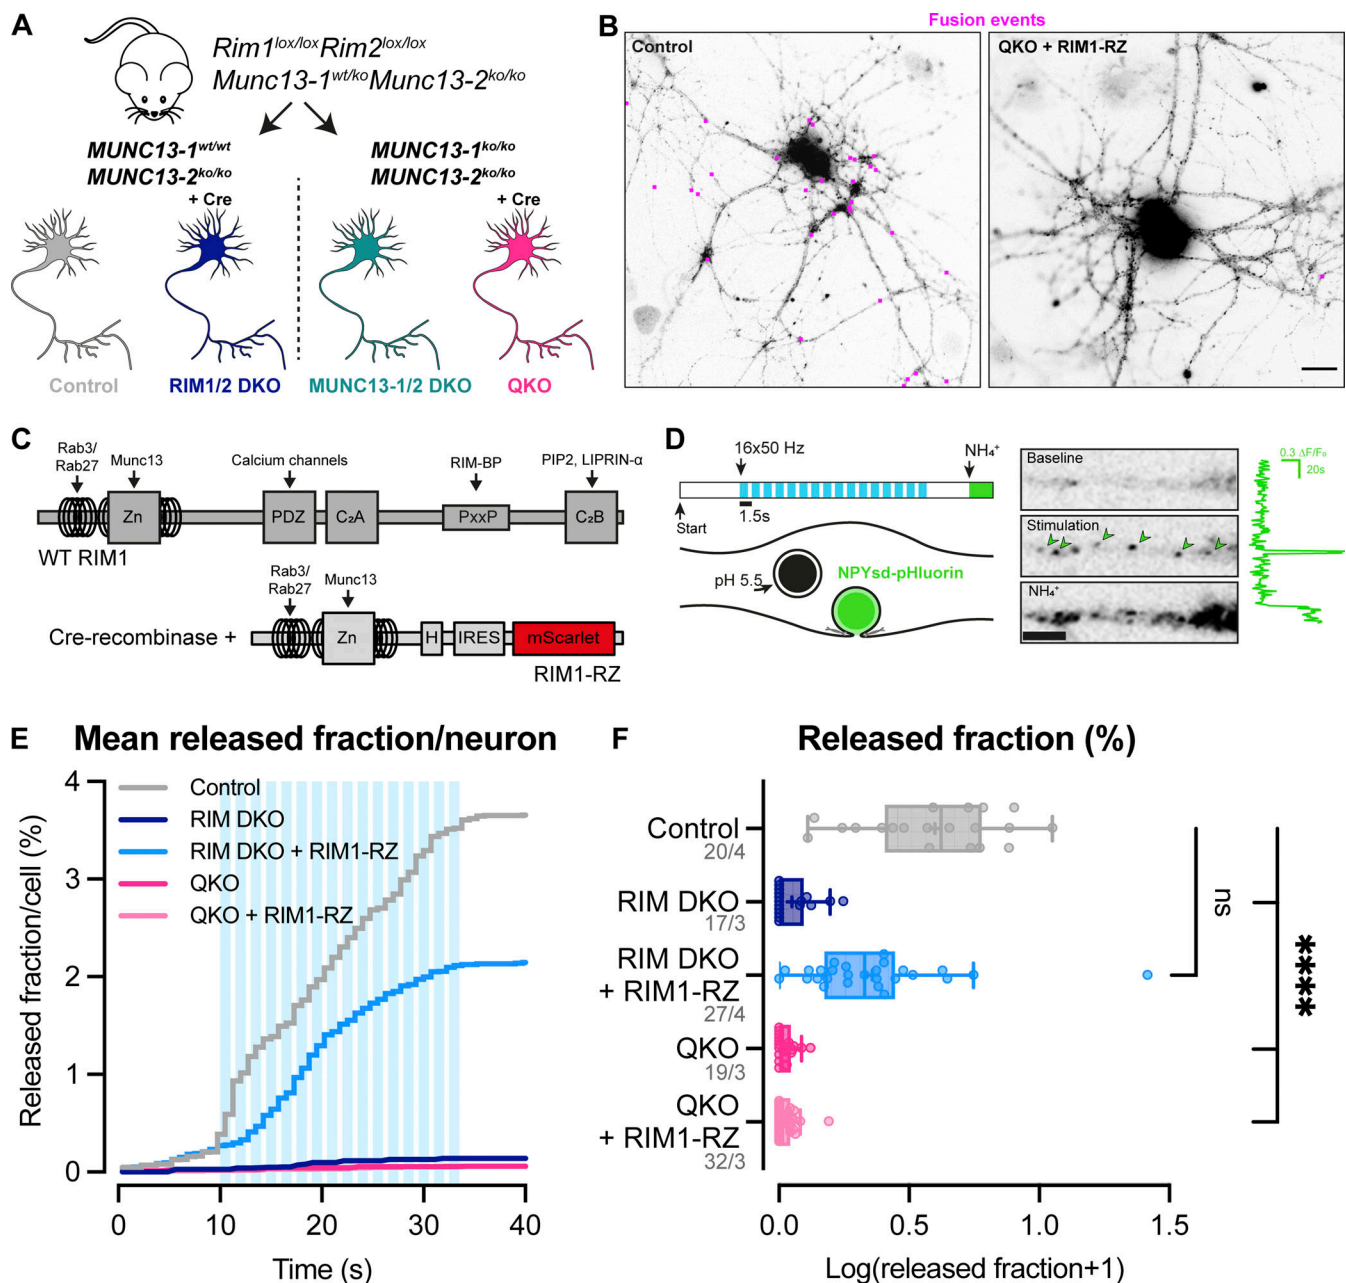 A
Rim1lox/lox Rim2lox/lox
Munc13-1wt/ko Munc13-2ko/ko
MUNC13-1wt/wt
MUNC13-2ko/ko
+ Cre
MUNC13-1ko/ko
MUNC13-2ko/ko
+ Cre
Control
RIM1/2 DKO
MUNC13-1/2 DKO
QKO
B
Fusion events
Control
QKO + RIM1-RZ
C
Rab3/
Rab27
Munc13
Calcium channels
RIM-BP
PIP2, LIPRIN-α
Zn
PDZ
C₂A
PxxP
C₂B
WT RIM1
Rab3/
Rab27
Munc13
Cre-recombinase +
Zn
H
IRES
mScarlet
RIM1-RZ
D
16x50 Hz
NH₄⁺
Start
1.5s
pH 5.5
NPYsd-pHluorin
Baseline
Stimulation
NH₄⁺
0.3 ΔF/F₀
20s
E
Mean released fraction/neuron
Released fraction/cell (%)
4
3
2
1
0
Control
RIM DKO
RIM DKO + RIM1-RZ
QKO
QKO + RIM1-RZ
0
10
20
30
40
Time (s)
F
Released fraction (%)
Control
20/4
RIM DKO
17/3
RIM DKO
+ RIM1-RZ
27/4
QKO
19/3
QKO
+ RIM1-RZ
32/3
ns
****
0.0
0.5
1.0
1.5
Log(released fraction+1)